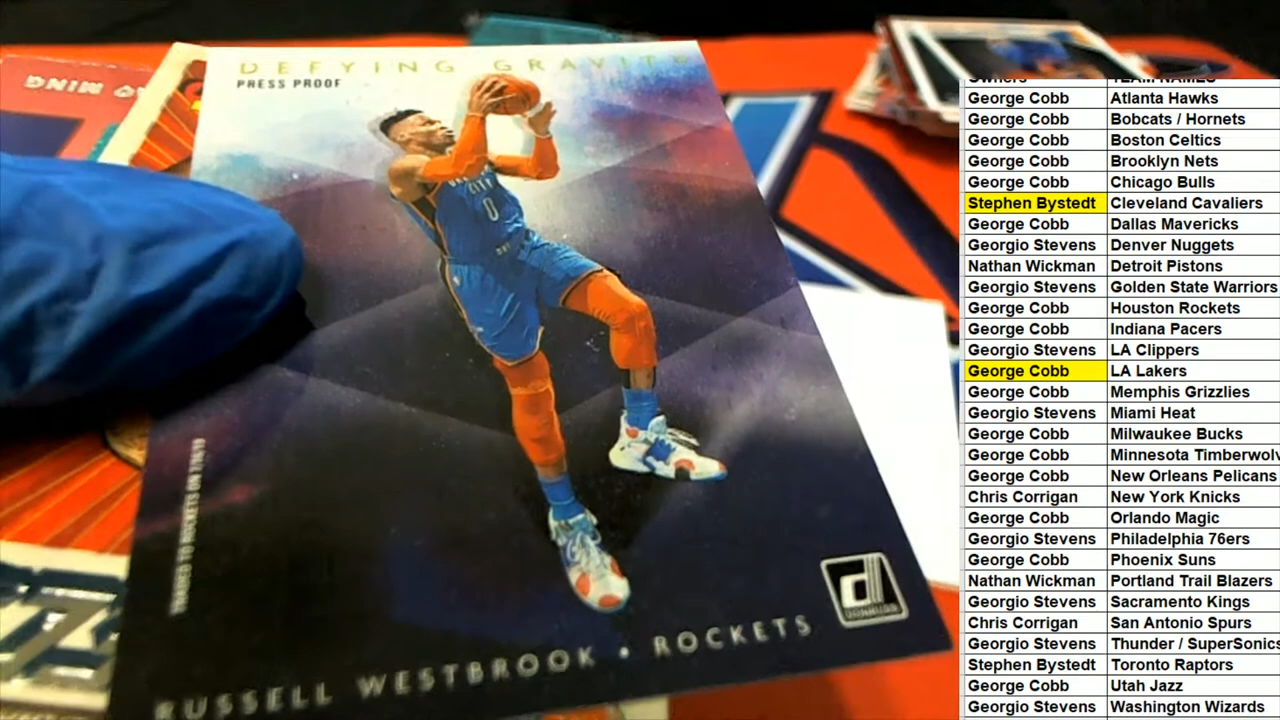 DEFYING GRAVITY
PRESS PROOF
CITY
0
TRADED TO ROCKETS ON 7/16/19
DONRUSS
RUSSELL WESTBROOK • ROCKETS
Owners TEAM NAMES
George Cobb Atlanta Hawks
George Cobb Bobcats / Hornets
George Cobb Boston Celtics
George Cobb Brooklyn Nets
George Cobb Chicago Bulls
Stephen Bystedt Cleveland Cavaliers
George Cobb Dallas Mavericks
Georgio Stevens Denver Nuggets
Nathan Wickman Detroit Pistons
Georgio Stevens Golden State Warriors
George Cobb Houston Rockets
George Cobb Indiana Pacers
Georgio Stevens LA Clippers
George Cobb LA Lakers
George Cobb Memphis Grizzlies
Georgio Stevens Miami Heat
George Cobb Milwaukee Bucks
George Cobb Minnesota Timberwolv
George Cobb New Orleans Pelicans
Chris Corrigan New York Knicks
George Cobb Orlando Magic
Georgio Stevens Philadelphia 76ers
George Cobb Phoenix Suns
Nathan Wickman Portland Trail Blazers
Georgio Stevens Sacramento Kings
Chris Corrigan San Antonio Spurs
Georgio Stevens Thunder / SuperSonics
Stephen Bystedt Toronto Raptors
George Cobb Utah Jazz
Georgio Stevens Washington Wizards